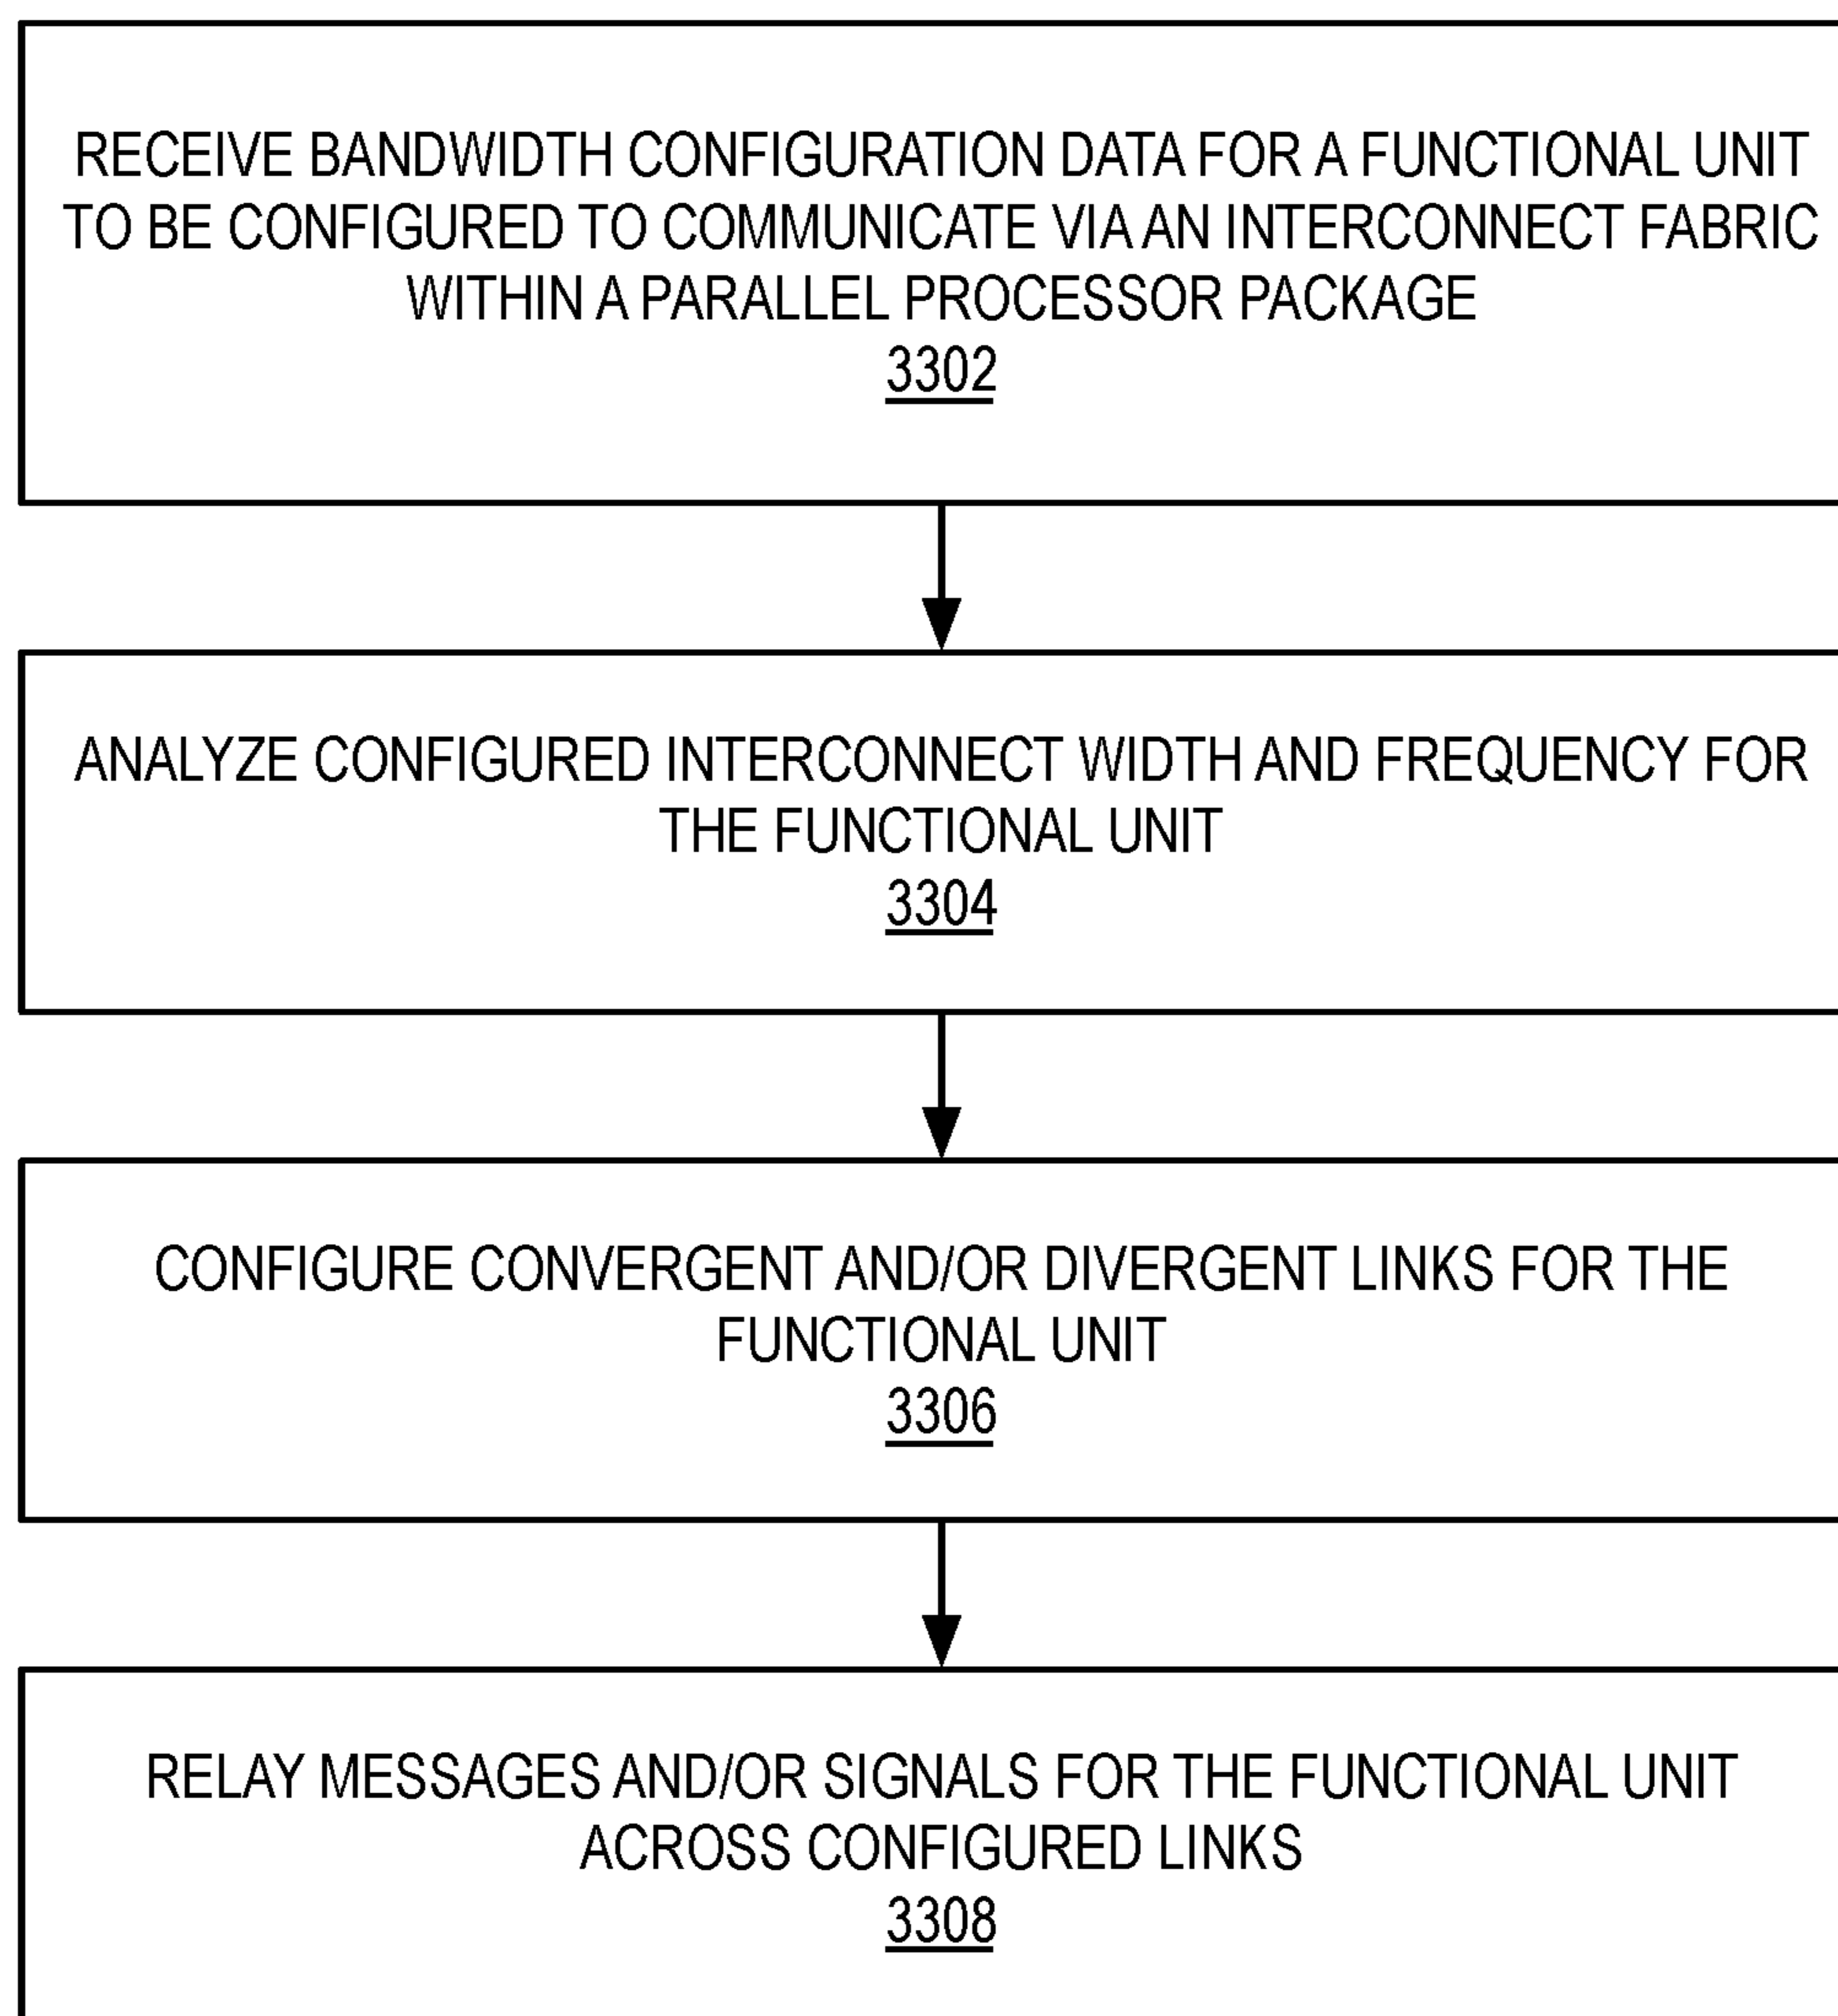 RECEIVE BANDWIDTH CONFIGURATION DATA FOR A FUNCTIONAL UNIT
TO BE CONFIGURED TO COMMUNICATE VIA AN INTERCONNECT FABRIC
WITHIN A PARALLEL PROCESSOR PACKAGE
3302
ANALYZE CONFIGURED INTERCONNECT WIDTH AND FREQUENCY FOR
THE FUNCTIONAL UNIT
3304
CONFIGURE CONVERGENT AND/OR DIVERGENT LINKS FOR THE
FUNCTIONAL UNIT
3306
RELAY MESSAGES AND/OR SIGNALS FOR THE FUNCTIONAL UNIT
ACROSS CONFIGURED LINKS
3308